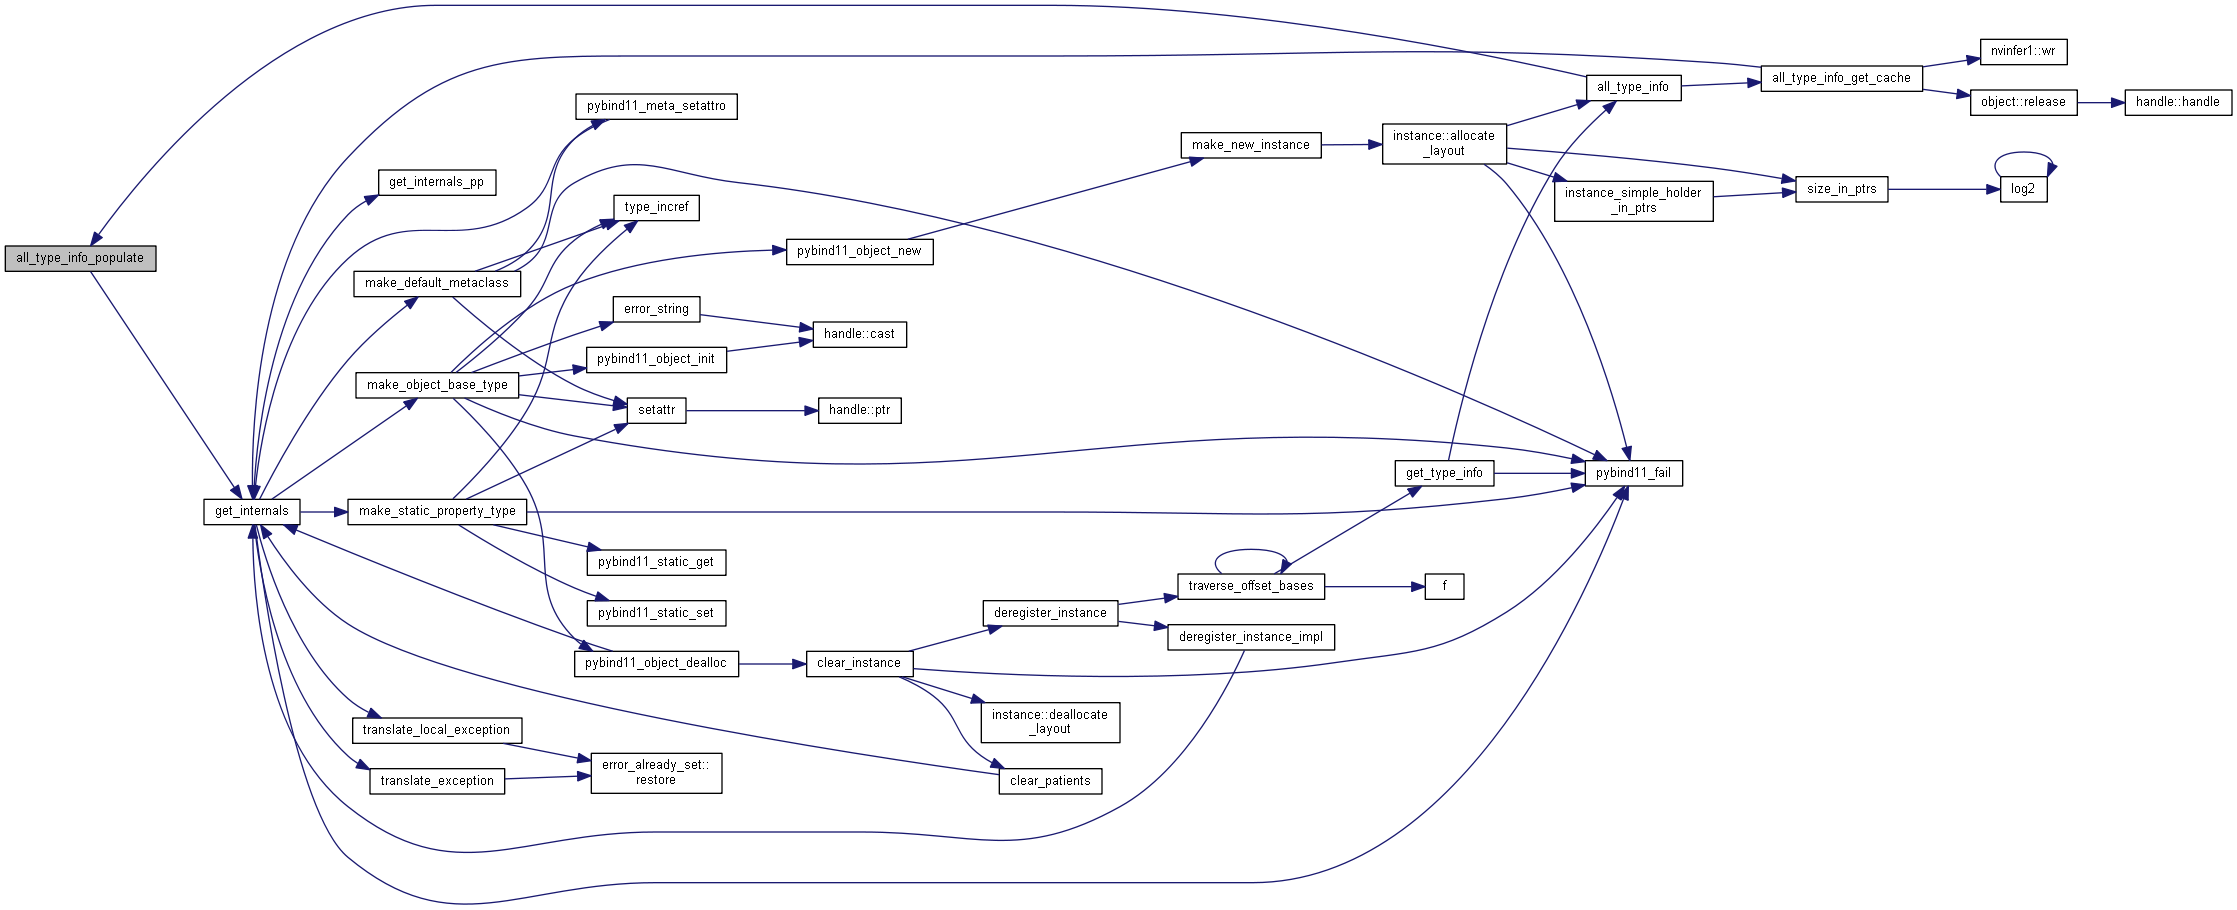 nvinfer1::wr
all_type_info
all_type_info_get_cache
pybind11_meta_setattro
object::release
handle::handle
make_new_instance
instance::allocate
_layout
get_internals_pp
size_in_ptrs
log2
instance_simple_holder
_in_ptrs
type_incref
pybind11_object_new
all_type_info_populate
make_default_metaclass
error_string
handle::cast
pybind11_object_init
make_object_base_type
setattr
handle::ptr
get_type_info
pybind11_fail
get_internals
make_static_property_type
pybind11_static_get
traverse_offset_bases
f
pybind11_static_set
deregister_instance
deregister_instance_impl
pybind11_object_dealloc
clear_instance
instance::deallocate
_layout
translate_local_exception
error_already_set::
restore
translate_exception
clear_patients